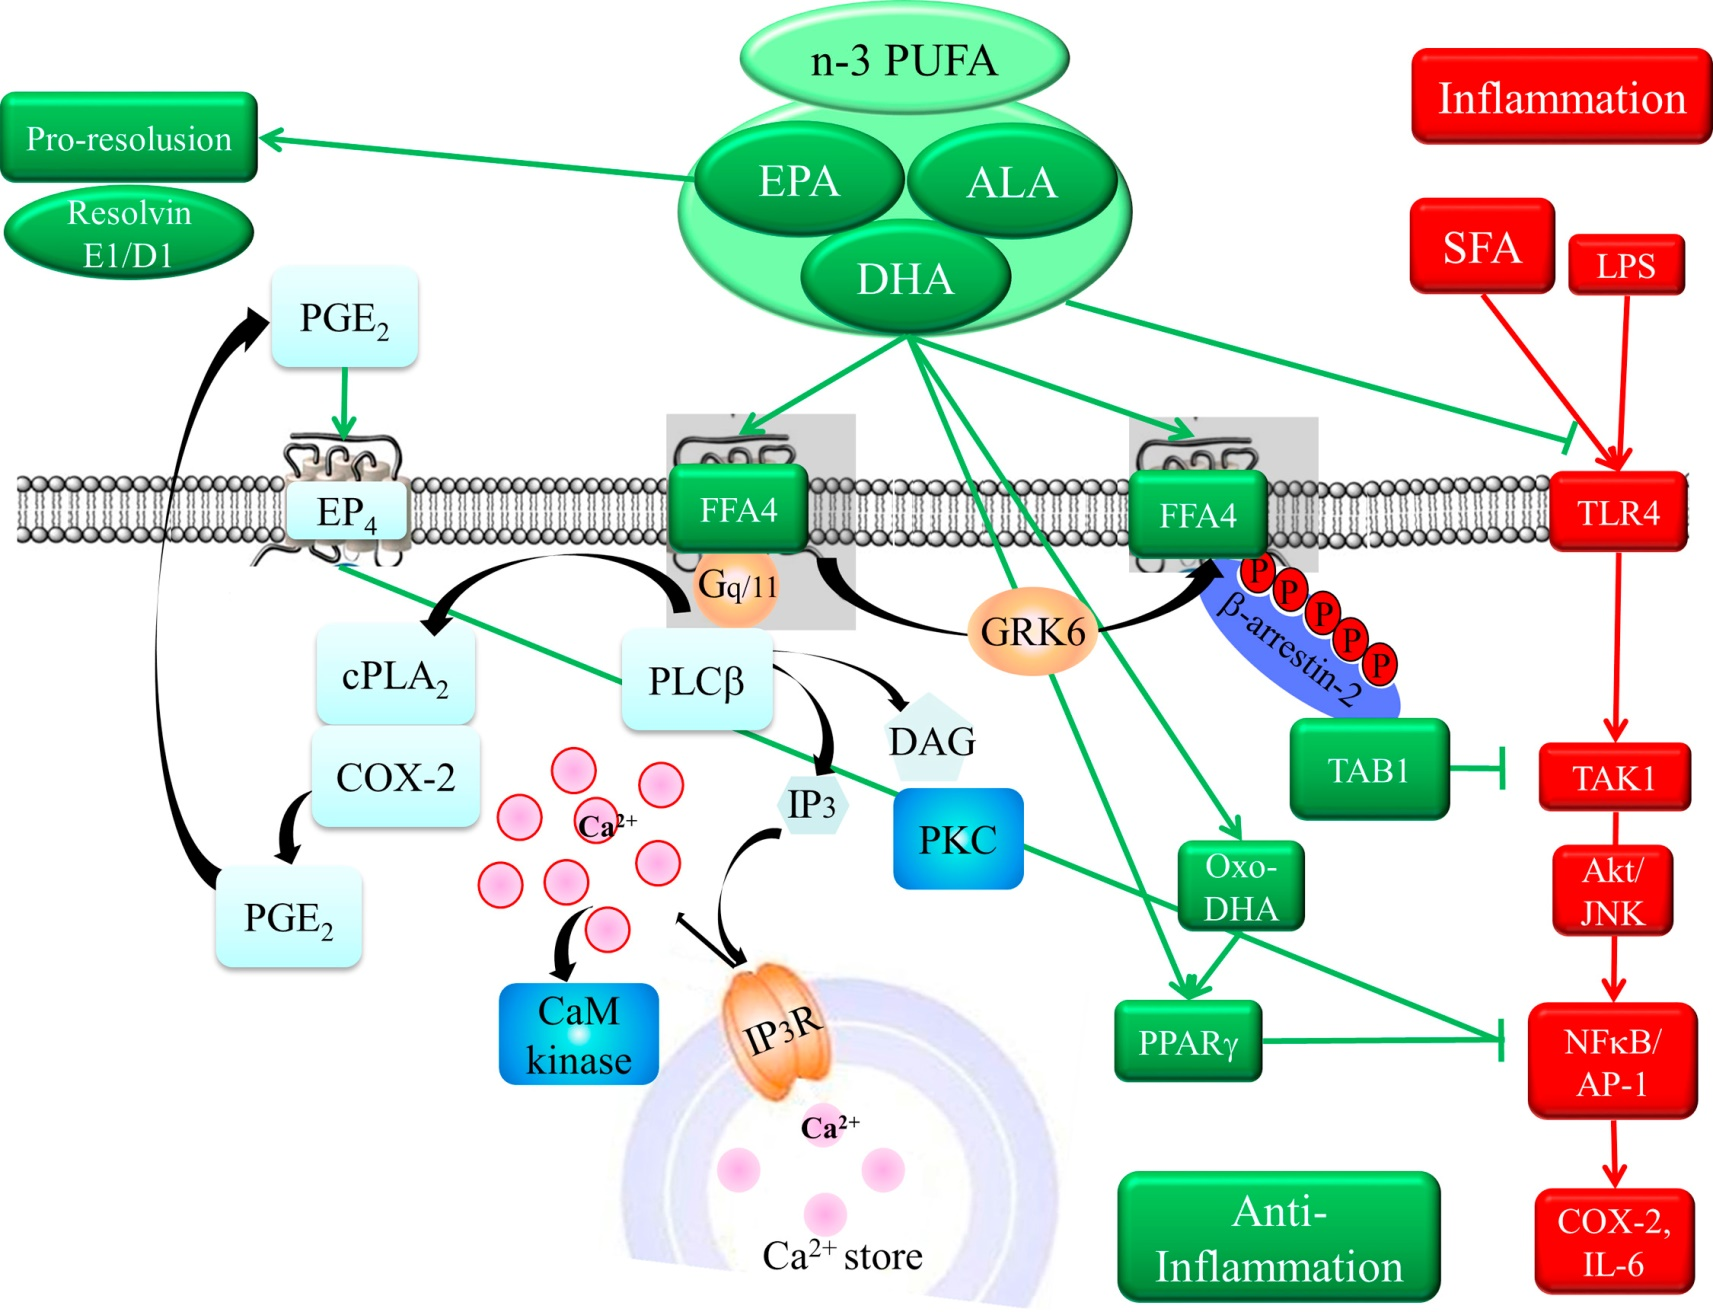 n-3 PUFA
EPA
ALA
DHA
Pro-resolusion
Resolvin
E1/D1
Inflammation
SFA
LPS
PGE₂
EP₄
FFA4
FFA4
TLR4
Gq/11
GRK6
P
P
P
P
P
β-arrestin-2
cPLA₂
PLCβ
DAG
TAB1
TAK1
COX-2
IP3
Ca²⁺
PKC
Oxo-
DHA
Akt/
JNK
PGE₂
CaM
kinase
IP3R
PPARγ
NFκB/
AP-1
Ca²⁺
Ca²⁺ store
Anti-
Inflammation
COX-2,
IL-6